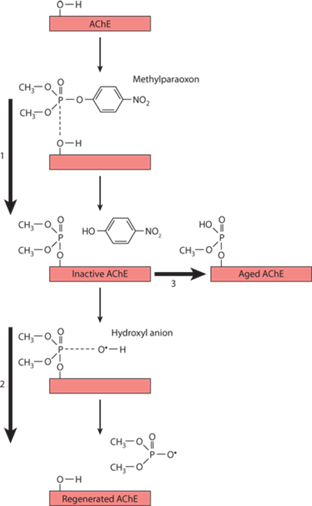 O–H
AChE
Methylparaoxon
CH₃–O
O
P–O
NO₂
CH₃–O
O–H
1
CH₃–O
O
P
CH₃–O
O
HO
NO₂
Inactive AChE
3
HO
O
P
CH₃–O
O
Aged AChE
Hydroxyl anion
CH₃–O
O
P
O•–H
CH₃–O
O
2
CH₃–O
O
P–O•
CH₃–O
O–H
Regenerated AChE